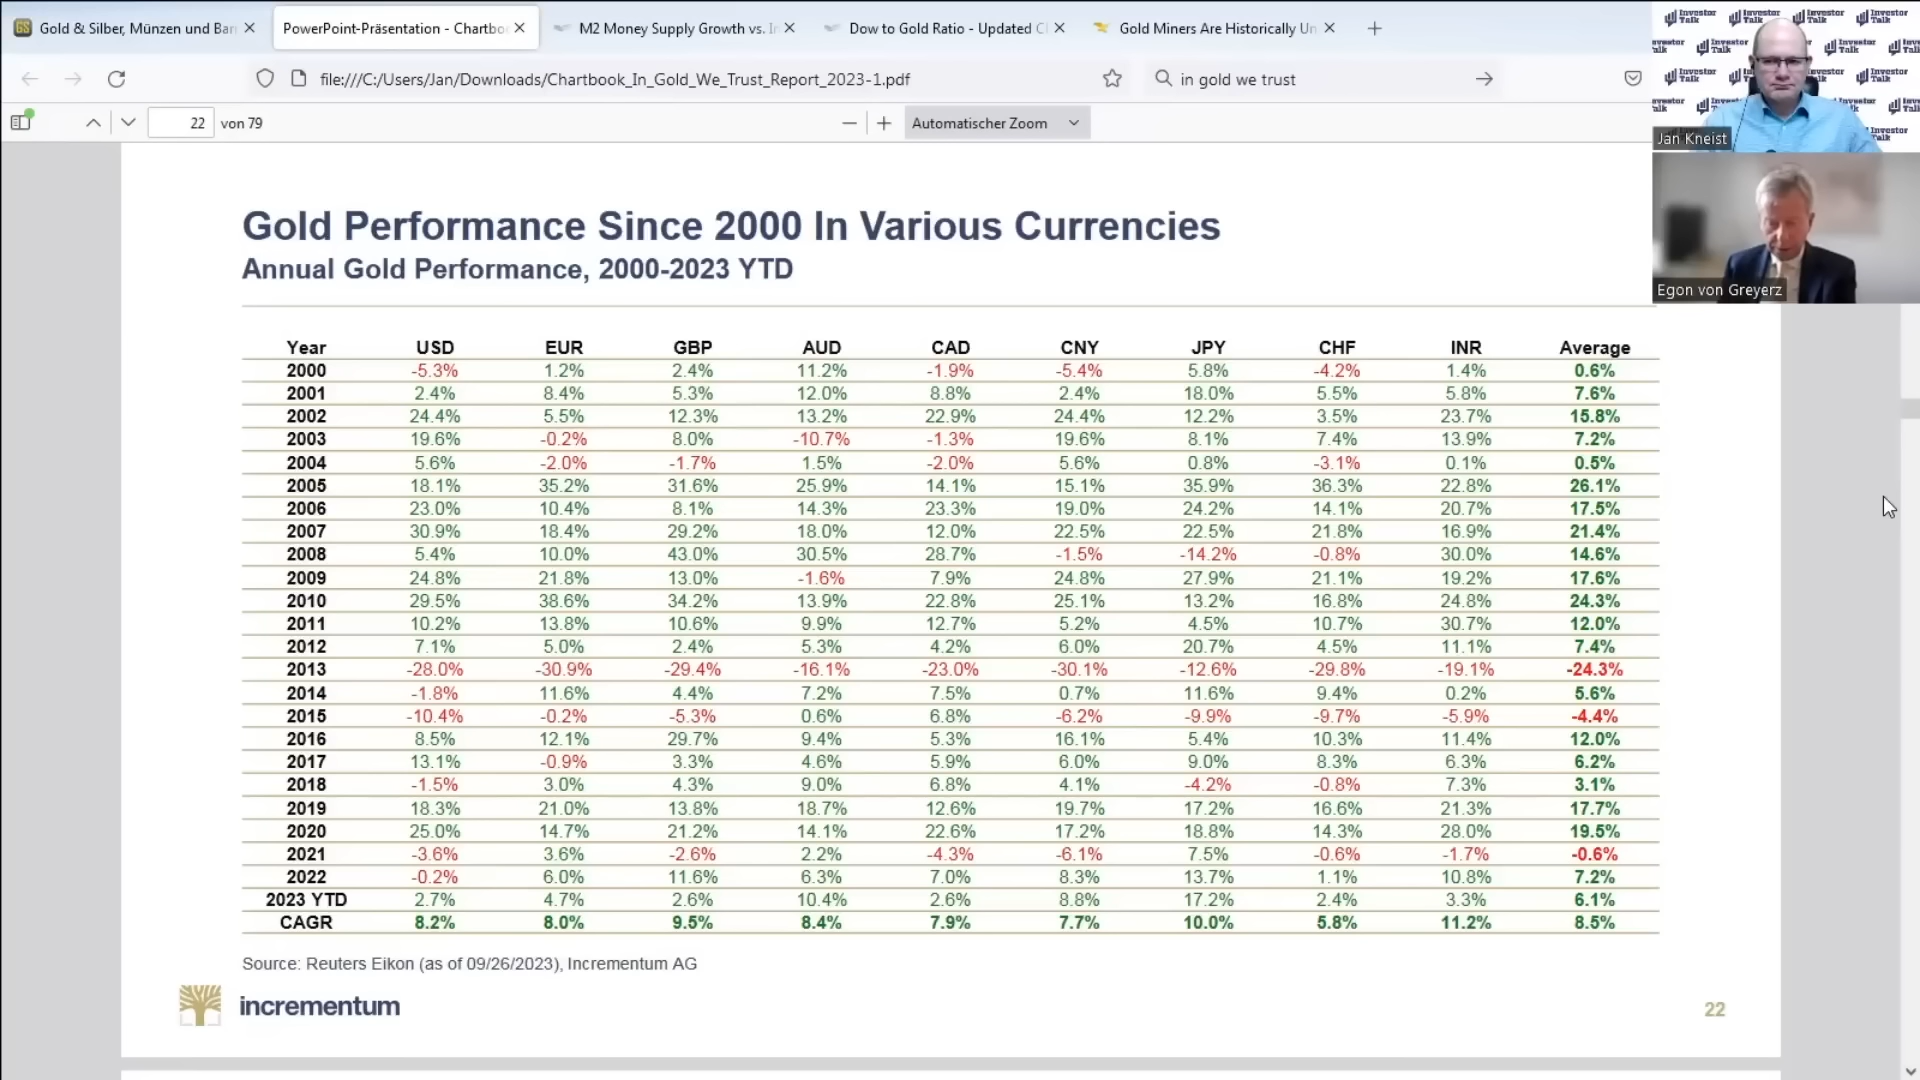 Gold & Silber, Münzen und Bar
PowerPoint-Präsentation - Chartbo
M2 Money Supply Growth vs. I
Dow to Gold Ratio - Updated C
Gold Miners Are Historically Un
file:///C:/Users/Jan/Downloads/Chartbook_In_Gold_We_Trust_Report_2023-1.pdf
in gold we trust
22 von 79
Automatischer Zoom
Investor Talk
Jan Kneist
Egon von Greyerz
Gold Performance Since 2000 In Various Currencies
Annual Gold Performance, 2000-2023 YTD
Year USD EUR GBP AUD CAD CNY JPY CHF INR Average
2000 -5.3% 1.2% 2.4% 11.2% -1.9% -5.4% 5.8% -4.2% 1.4% 0.6%
2001 2.4% 8.4% 5.3% 12.0% 8.8% 2.4% 18.0% 5.5% 5.8% 7.6%
2002 24.4% 5.5% 12.3% 13.2% 22.9% 24.4% 12.2% 3.5% 23.7% 15.8%
2003 19.6% -0.2% 8.0% -10.7% -1.3% 19.6% 8.1% 7.4% 13.9% 7.2%
2004 5.6% -2.0% -1.7% 1.5% -2.0% 5.6% 0.8% -3.1% 0.1% 0.5%
2005 18.1% 35.2% 31.6% 25.9% 14.1% 15.1% 35.9% 36.3% 22.8% 26.1%
2006 23.0% 10.4% 8.1% 14.3% 23.3% 19.0% 24.2% 14.1% 20.7% 17.5%
2007 30.9% 18.4% 29.2% 18.0% 12.0% 22.5% 22.5% 21.8% 16.9% 21.4%
2008 5.4% 10.0% 43.0% 30.5% 28.7% -1.5% -14.2% -0.8% 30.0% 14.6%
2009 24.8% 21.8% 13.0% -1.6% 7.9% 24.8% 27.9% 21.1% 19.2% 17.6%
2010 29.5% 38.6% 34.2% 13.9% 22.8% 25.1% 13.2% 16.8% 24.8% 24.3%
2011 10.2% 13.8% 10.6% 9.9% 12.7% 5.2% 4.5% 10.7% 30.7% 12.0%
2012 7.1% 5.0% 2.4% 5.3% 4.2% 6.0% 20.7% 4.5% 11.1% 7.4%
2013 -28.0% -30.9% -29.4% -16.1% -23.0% -30.1% -12.6% -29.8% -19.1% -24.3%
2014 -1.8% 11.6% 4.4% 7.2% 7.5% 0.7% 11.6% 9.4% 0.2% 5.6%
2015 -10.4% -0.2% -5.3% 0.6% 6.8% -6.2% -9.9% -9.7% -5.9% -4.4%
2016 8.5% 12.1% 29.7% 9.4% 5.3% 16.1% 5.4% 10.3% 11.4% 12.0%
2017 13.1% -0.9% 3.3% 4.6% 5.9% 6.0% 9.0% 8.3% 6.3% 6.2%
2018 -1.5% 3.0% 4.3% 9.0% 6.8% 4.1% -4.2% -0.8% 7.3% 3.1%
2019 18.3% 21.0% 13.8% 18.7% 12.6% 19.7% 17.2% 16.6% 21.3% 17.7%
2020 25.0% 14.7% 21.2% 14.1% 22.6% 17.2% 18.8% 14.3% 28.0% 19.5%
2021 -3.6% 3.6% -2.6% 2.2% -4.3% -6.1% 7.5% -0.6% -1.7% -0.6%
2022 -0.2% 6.0% 11.6% 6.3% 7.0% 8.3% 13.7% 1.1% 10.8% 7.2%
2023 YTD 2.7% 4.7% 2.6% 10.4% 2.6% 8.8% 17.2% 2.4% 3.3% 6.1%
CAGR 8.2% 8.0% 9.5% 8.4% 7.9% 7.7% 10.0% 5.8% 11.2% 8.5%
Source: Reuters Eikon (as of 09/26/2023), Incrementum AG
incrementum
22